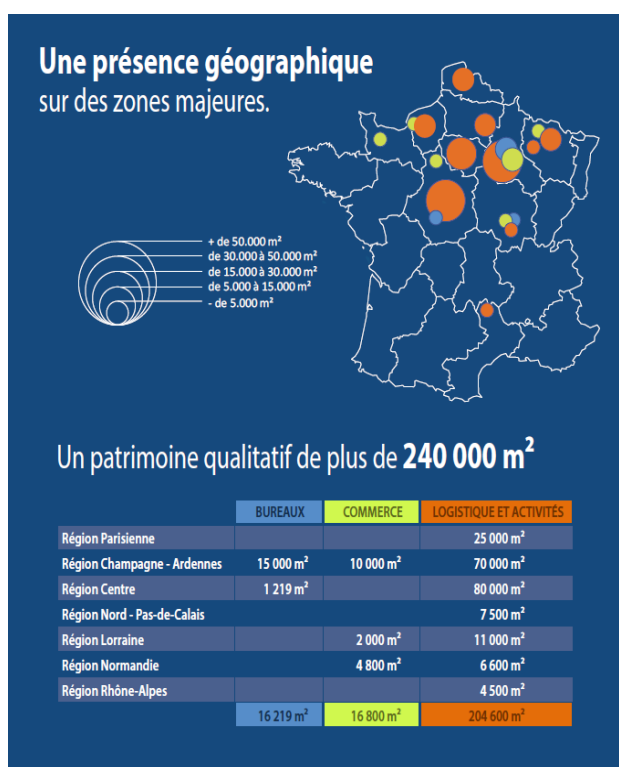 Une présence géographique
sur des zones majeures.
+ de 50.000 m²
de 30.000 à 50.000 m²
de 15.000 à 30.000 m²
de 5.000 à 15.000 m²
- de 5.000 m²
Un patrimoine qualitatif de plus de 240 000 m²
BUREAUX COMMERCE LOGISTIQUE ET ACTIVITÉS
Région Parisienne 25 000 m²
Région Champagne - Ardennes 15 000 m² 10 000 m² 70 000 m²
Région Centre 1 219 m² 80 000 m²
Région Nord - Pas-de-Calais 7 500 m²
Région Lorraine 2 000 m² 11 000 m²
Région Normandie 4 800 m² 6 600 m²
Région Rhône-Alpes 4 500 m²
16 219 m² 16 800 m² 204 600 m²